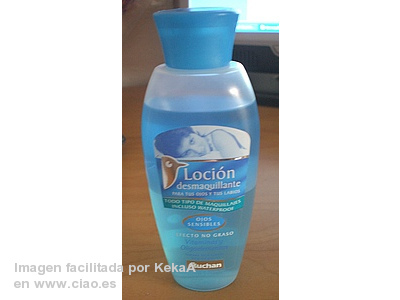 Loción
desmaquillante
PARA TUS OJOS Y TUS LABIOS
TODO TIPO DE MAQUILLAJES,
INCLUSO WATERPROOF
OJOS
SENSIBLES
EFECTO NO GRASO
Auchan
Imagen facilitada por KekaA
en www.ciao.es